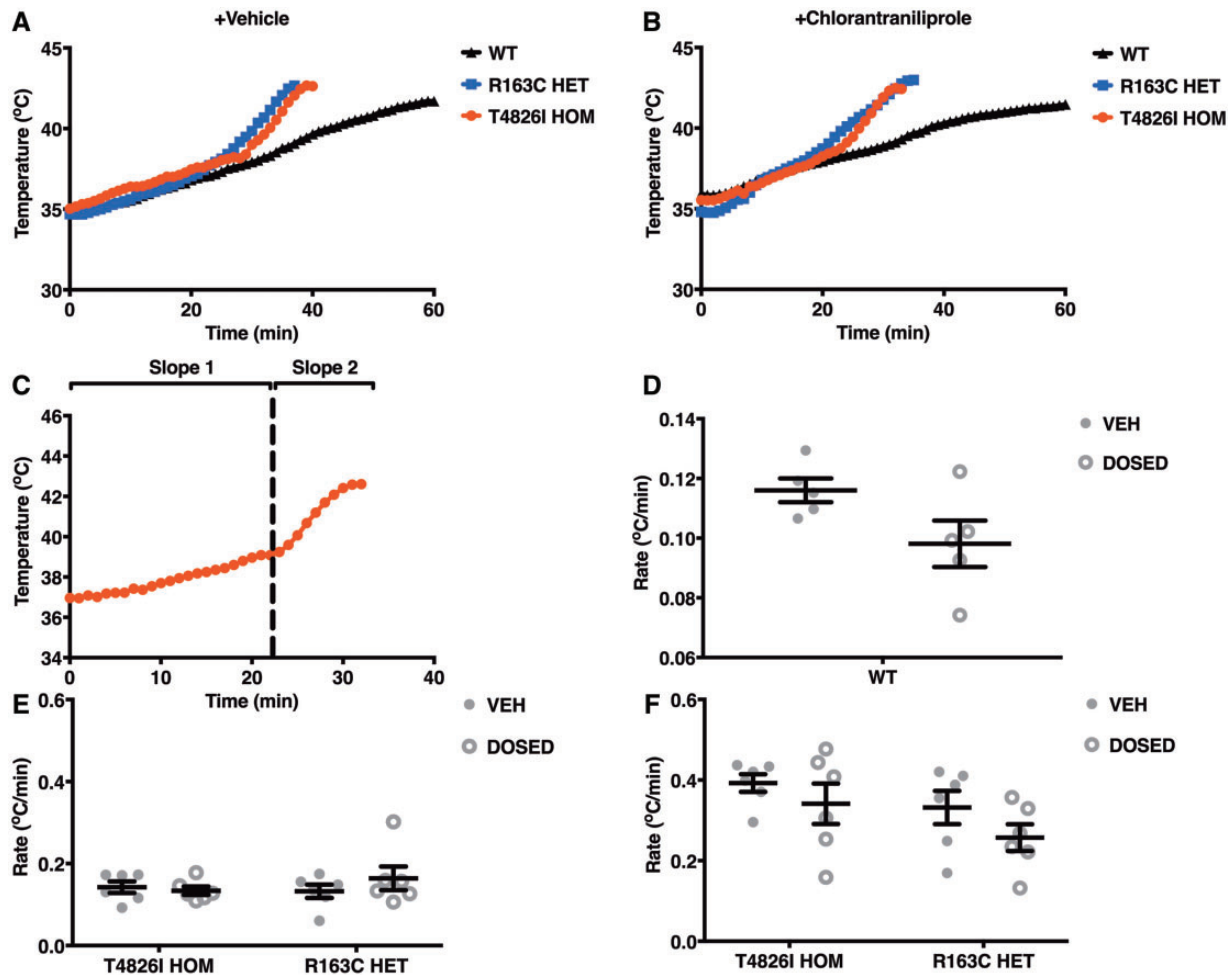 A
+Vehicle
45
40
35
30
Temperature (ºC)
0
20
40
60
Time (min)
WT
R163C HET
T4826I HOM
B
+Chlorantraniliprole
45
40
35
30
Temperature (ºC)
0
20
40
60
Time (min)
WT
R163C HET
T4826I HOM
C
Slope 1
Slope 2
46
44
42
40
38
36
34
Temperature (ºC)
0
10
20
30
40
Time (min)
D
0.14
0.12
0.10
0.08
0.06
Rate (ºC/min)
WT
VEH
DOSED
E
0.6
0.4
0.2
0.0
Rate (ºC/min)
T4826I HOM
R163C HET
VEH
DOSED
F
0.6
0.4
0.2
0.0
Rate (ºC/min)
T4826I HOM
R163C HET
VEH
DOSED